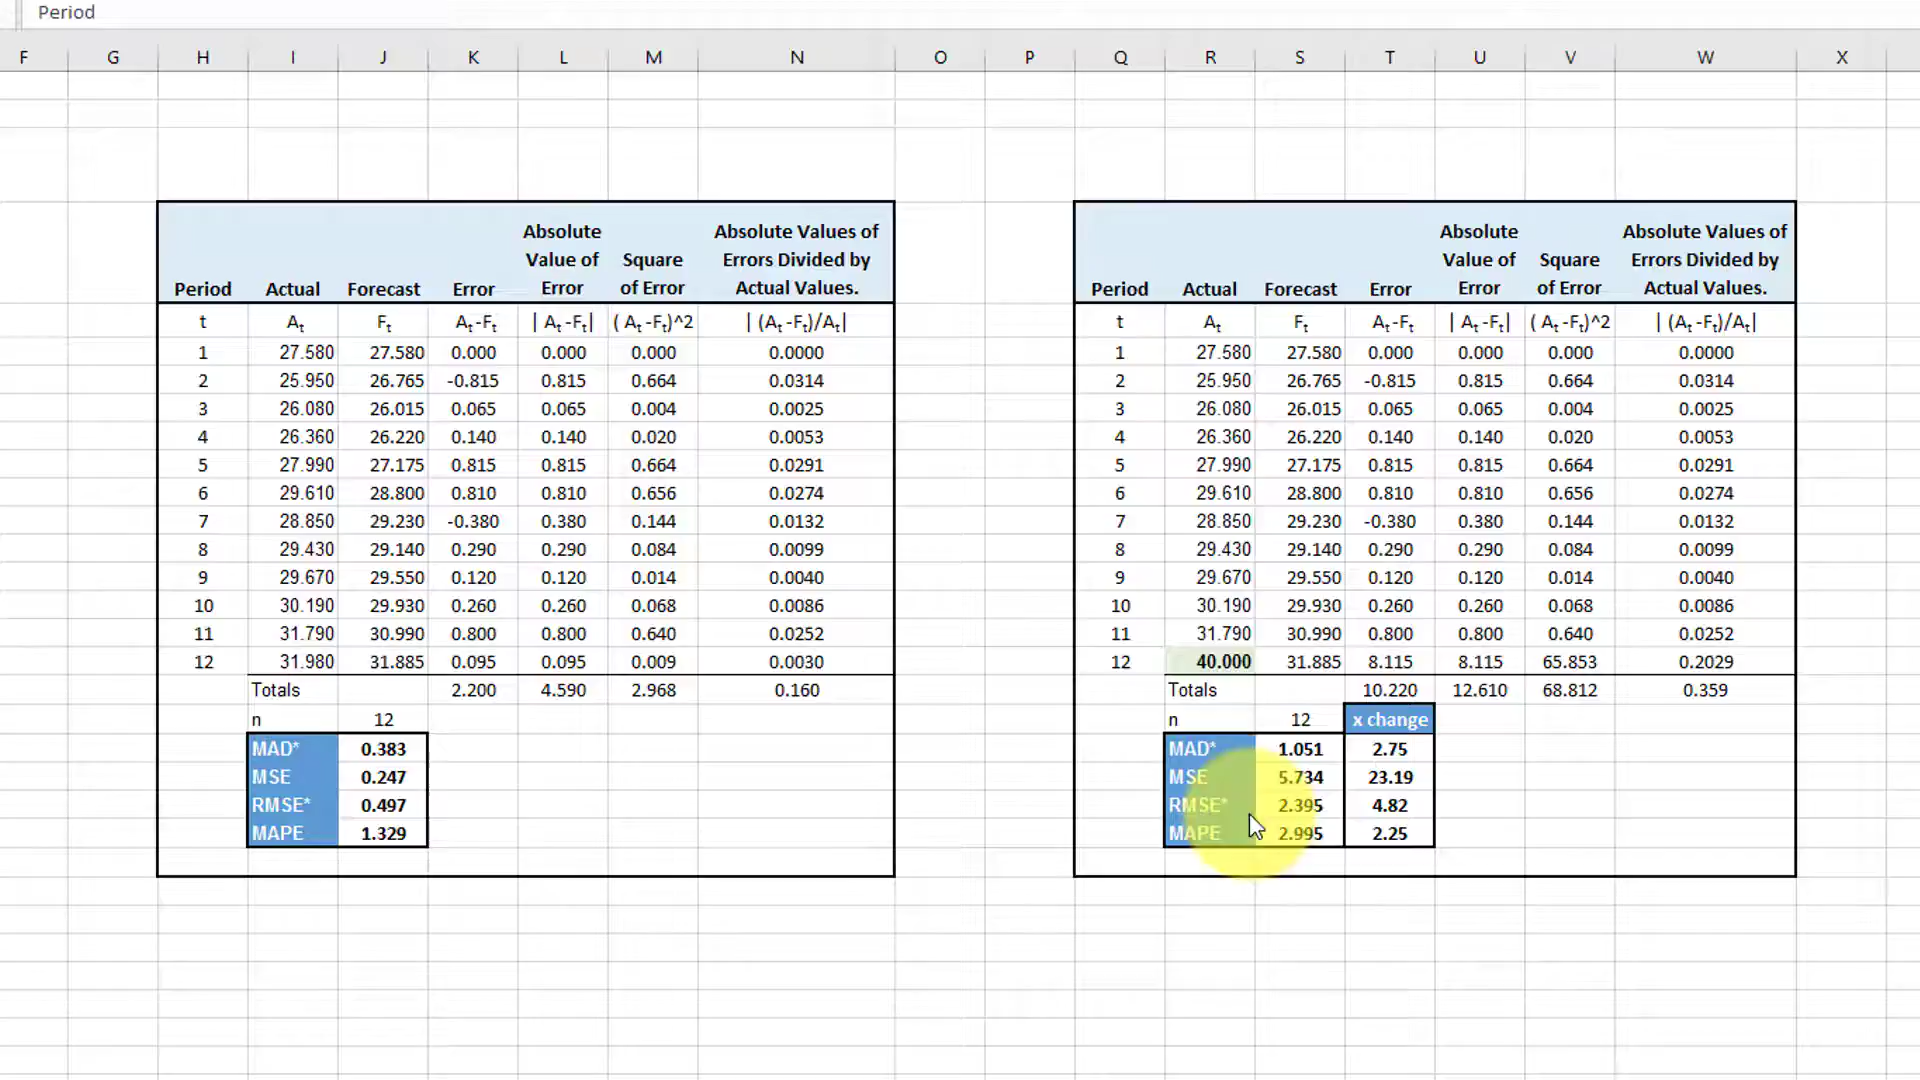 Period
F G H I J K L M N O P Q R S T U V W X
Absolute Absolute Values of Absolute Absolute Values of
Value of Square Errors Divided by Value of Square Errors Divided by
Period Actual Forecast Error Error of Error Actual Values. Period Actual Forecast Error Error of Error Actual Values.
t At Ft At -Ft | At -Ft| ( At -Ft)^2 | (At -Ft)/At| t At Ft At -Ft | At -Ft| ( At -Ft)^2 | (At -Ft)/At|
1 27.580 27.580 0.000 0.000 0.000 0.0000 1 27.580 27.580 0.000 0.000 0.000 0.0000
2 25.950 26.765 -0.815 0.815 0.664 0.0314 2 25.950 26.765 -0.815 0.815 0.664 0.0314
3 26.080 26.015 0.065 0.065 0.004 0.0025 3 26.080 26.015 0.065 0.065 0.004 0.0025
4 26.360 26.220 0.140 0.140 0.020 0.0053 4 26.360 26.220 0.140 0.140 0.020 0.0053
5 27.990 27.175 0.815 0.815 0.664 0.0291 5 27.990 27.175 0.815 0.815 0.664 0.0291
6 29.610 28.800 0.810 0.810 0.656 0.0274 6 29.610 28.800 0.810 0.810 0.656 0.0274
7 28.850 29.230 -0.380 0.380 0.144 0.0132 7 28.850 29.230 -0.380 0.380 0.144 0.0132
8 29.430 29.140 0.290 0.290 0.084 0.0099 8 29.430 29.140 0.290 0.290 0.084 0.0099
9 29.670 29.550 0.120 0.120 0.014 0.0040 9 29.670 29.550 0.120 0.120 0.014 0.0040
10 30.190 29.930 0.260 0.260 0.068 0.0086 10 30.190 29.930 0.260 0.260 0.068 0.0086
11 31.790 30.990 0.800 0.800 0.640 0.0252 11 31.790 30.990 0.800 0.800 0.640 0.0252
12 31.980 31.885 0.095 0.095 0.009 0.0030 12 40.000 31.885 8.115 8.115 65.853 0.2029
Totals 2.200 4.590 2.968 0.160 Totals 10.220 12.610 68.812 0.359
n 12 n 12 x change
MAD* 0.383 MAD* 1.051 2.75
MSE 0.247 MSE 5.734 23.19
RMSE* 0.497 RMSE* 2.395 4.82
MAPE 1.329 MAPE 2.995 2.25